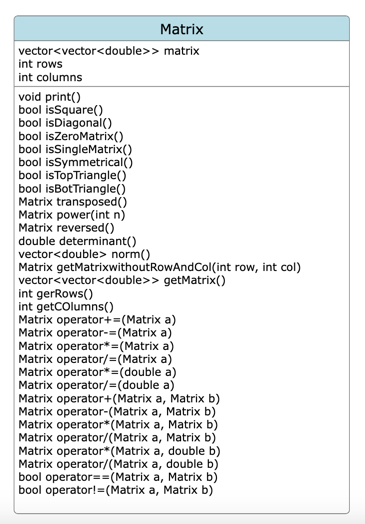 Matrix
vector<vector<double>> matrix
int rows
int columns
void print()
bool isSquare()
bool isDiagonal()
bool isZeroMatrix()
bool isSingleMatrix()
bool isSymmetrical()
bool isTopTriangle()
bool isBotTriangle()
Matrix transposed()
Matrix power(int n)
Matrix reversed()
double determinant()
vector<double> norm()
Matrix getMatrixwithoutRowAndCol(int row, int col)
vector<vector<double>> getMatrix()
int gerRows()
int getCOlumns()
Matrix operator+=(Matrix a)
Matrix operator-=(Matrix a)
Matrix operator*=(Matrix a)
Matrix operator/=(Matrix a)
Matrix operator*=(double a)
Matrix operator/=(double a)
Matrix operator+(Matrix a, Matrix b)
Matrix operator-(Matrix a, Matrix b)
Matrix operator*(Matrix a, Matrix b)
Matrix operator/(Matrix a, Matrix b)
Matrix operator*(Matrix a, double b)
Matrix operator/(Matrix a, double b)
bool operator==(Matrix a, Matrix b)
bool operator!=(Matrix a, Matrix b)